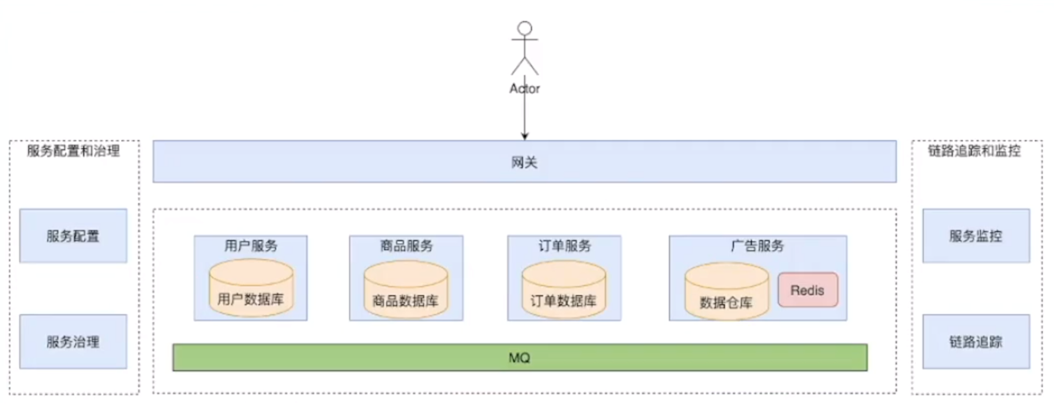 Actor
服务配置和治理
网关
链路追踪和监控
服务配置
用户服务
商品服务
订单服务
广告服务
服务监控
用户数据库
商品数据库
订单数据库
数据仓库
Redis
服务治理
MQ
链路追踪